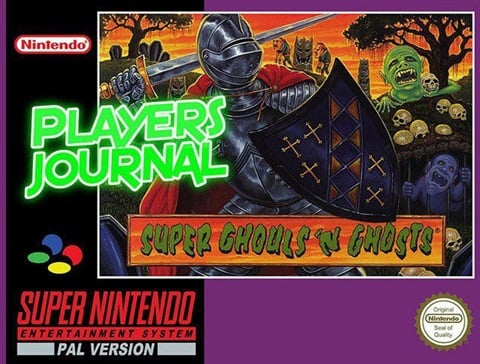 Nintendo
PLAYERS
JOURNAL
SUPER GHOULS 'N GHOSTS
SUPER NINTENDO
ENTERTAINMENT SYSTEM
PAL VERSION
Original
Nintendo
Seal of
Quality